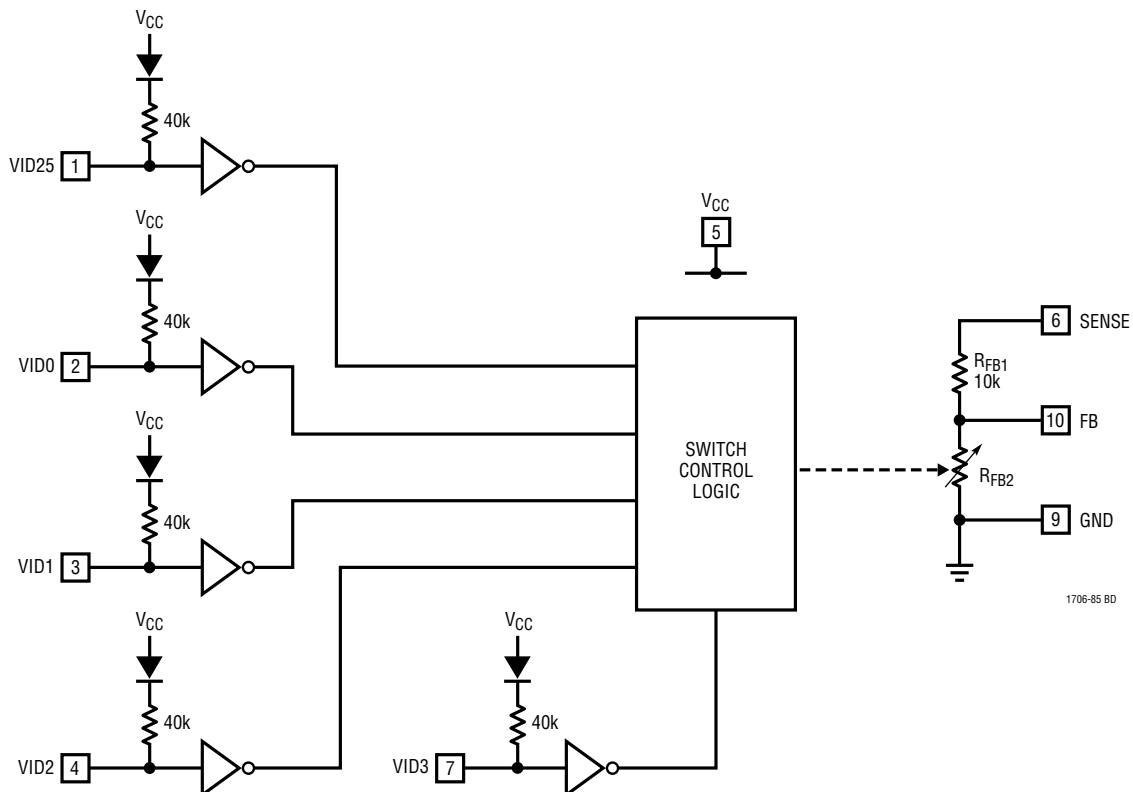 VCC
40k
VID25 1
VCC
40k
VID0 2
VCC
40k
VID1 3
VCC
40k
VID2 4
VCC
40k
VID3 7
VCC
5
SWITCH
CONTROL
LOGIC
6 SENSE
RFB1
10k
10 FB
RFB2
9 GND
1706-85 BD